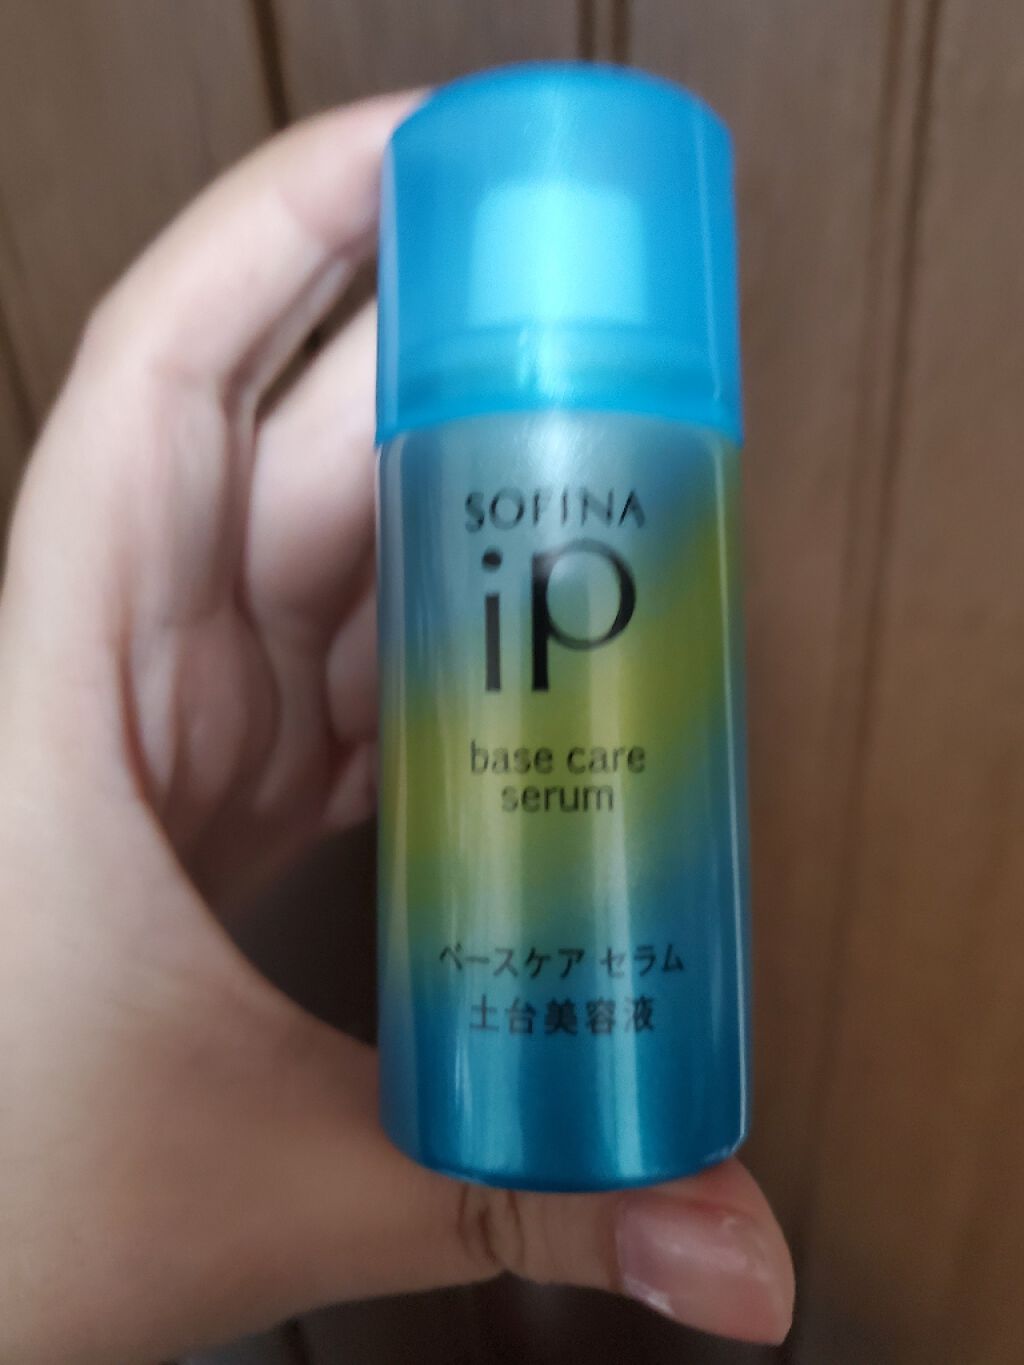 SOFINA
iP
base care
serum
ベースケア セラム
土台美容液